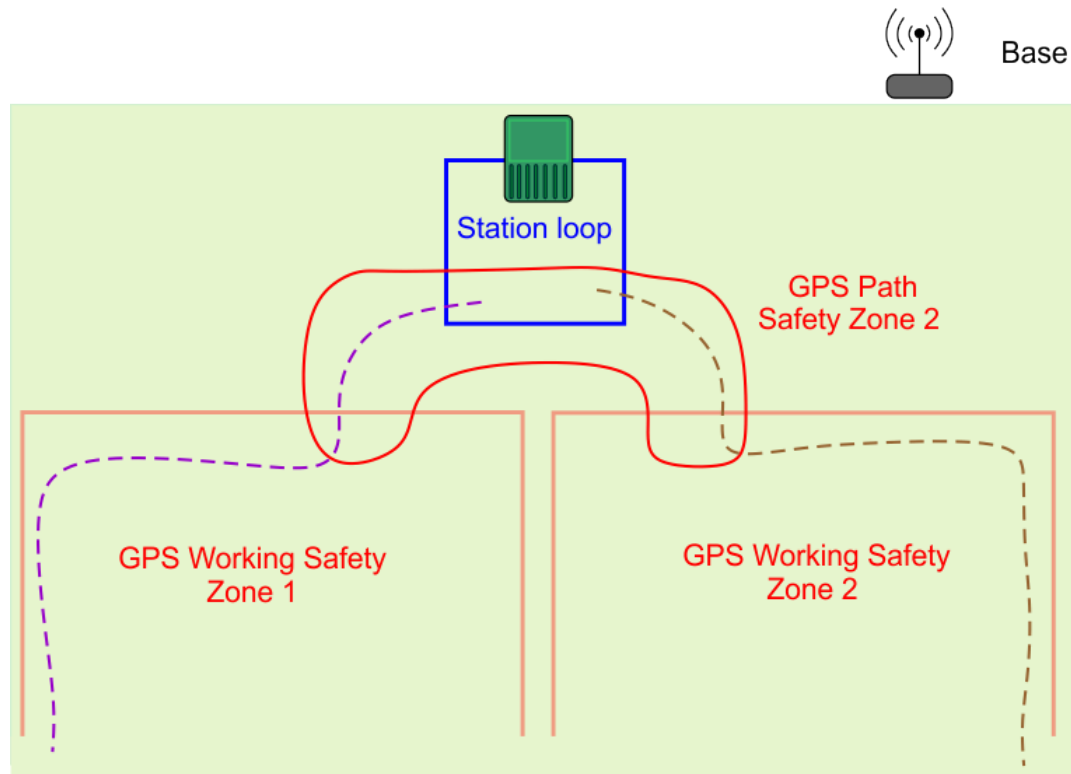 Base
Station loop
GPS Path
Safety Zone 2
GPS Working Safety
Zone 1
GPS Working Safety
Zone 2